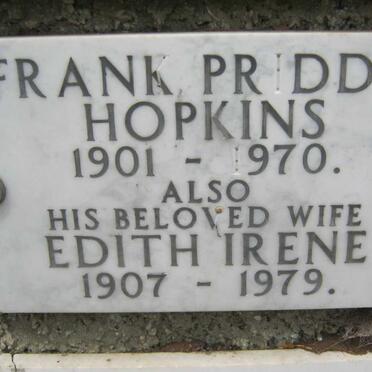 FRANK PRIDD
HOPKINS
1901 - 1970.
ALSO
HIS BELOVED WIFE
EDITH IRENE
1907 - 1979.